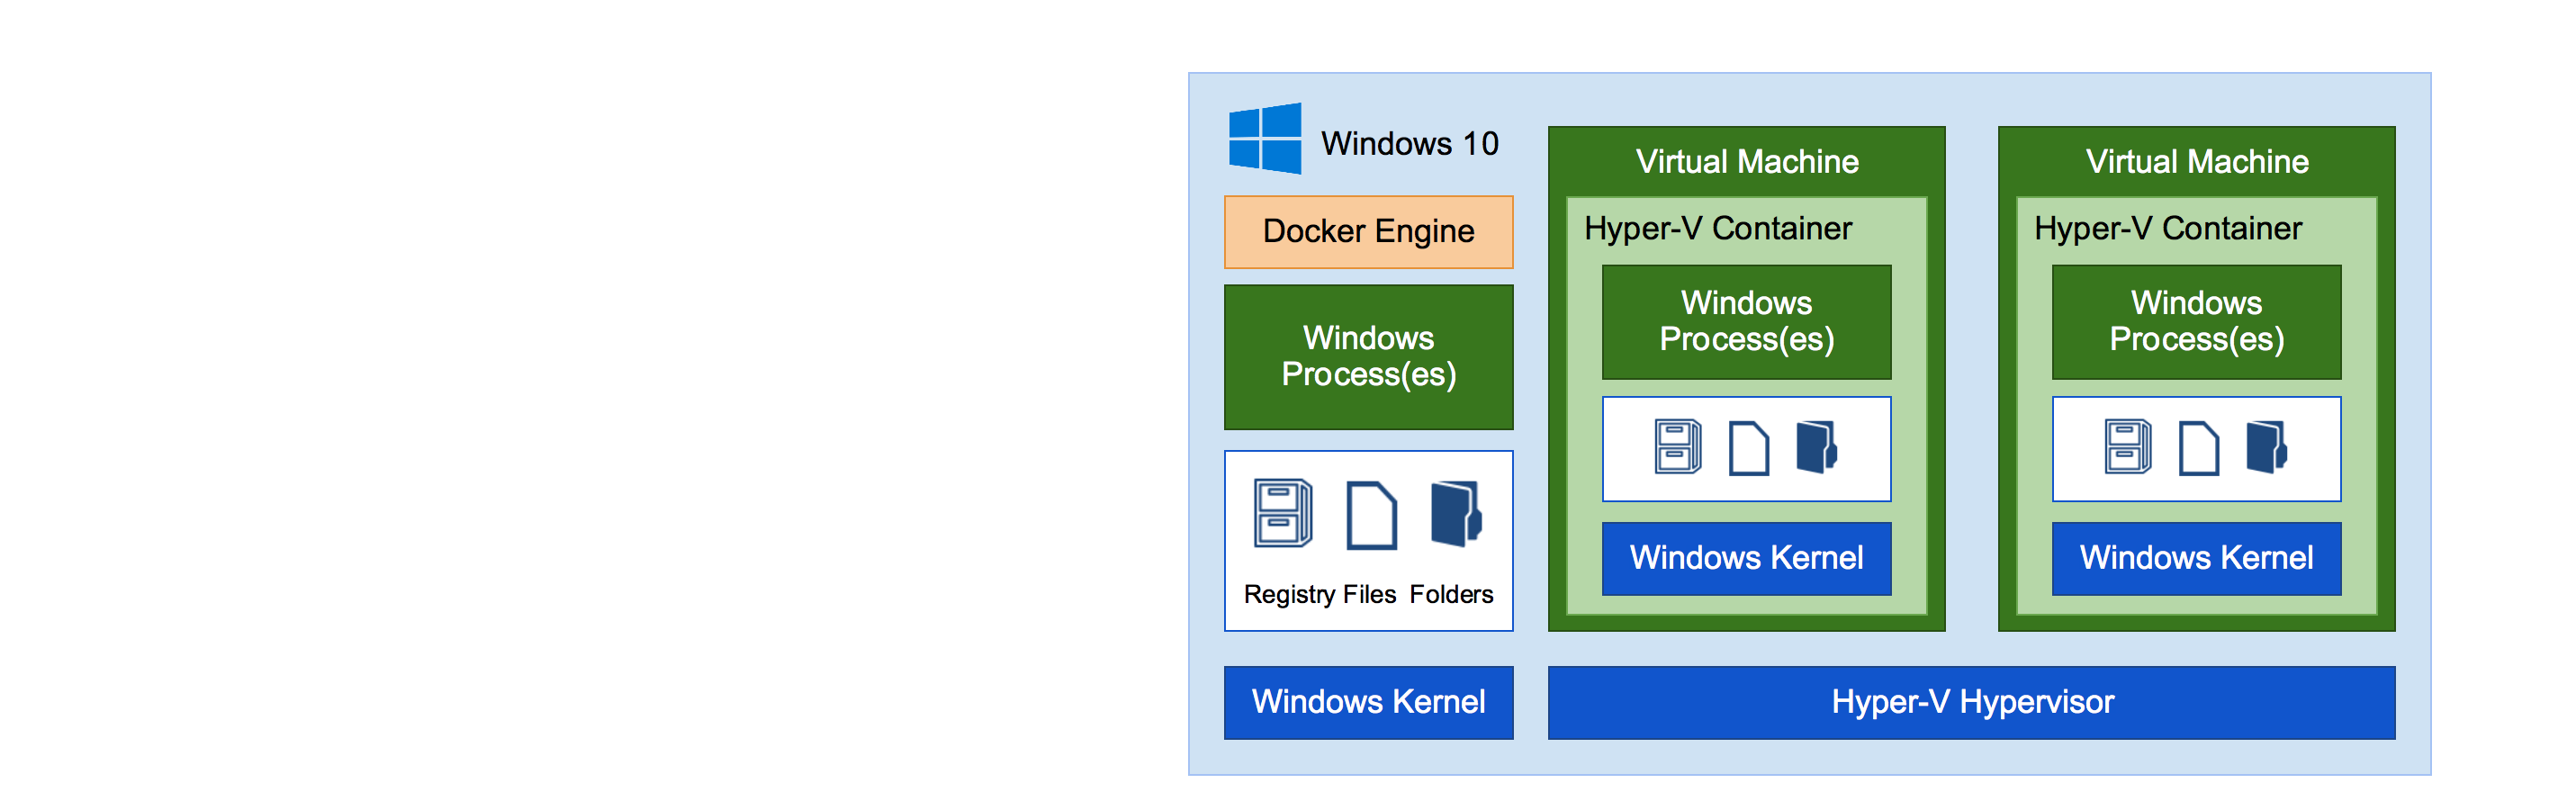 Windows 10
Docker Engine
Windows
Process(es)
Registry Files Folders
Windows Kernel
Virtual Machine
Hyper-V Container
Windows
Process(es)
Windows Kernel
Virtual Machine
Hyper-V Container
Windows
Process(es)
Windows Kernel
Hyper-V Hypervisor